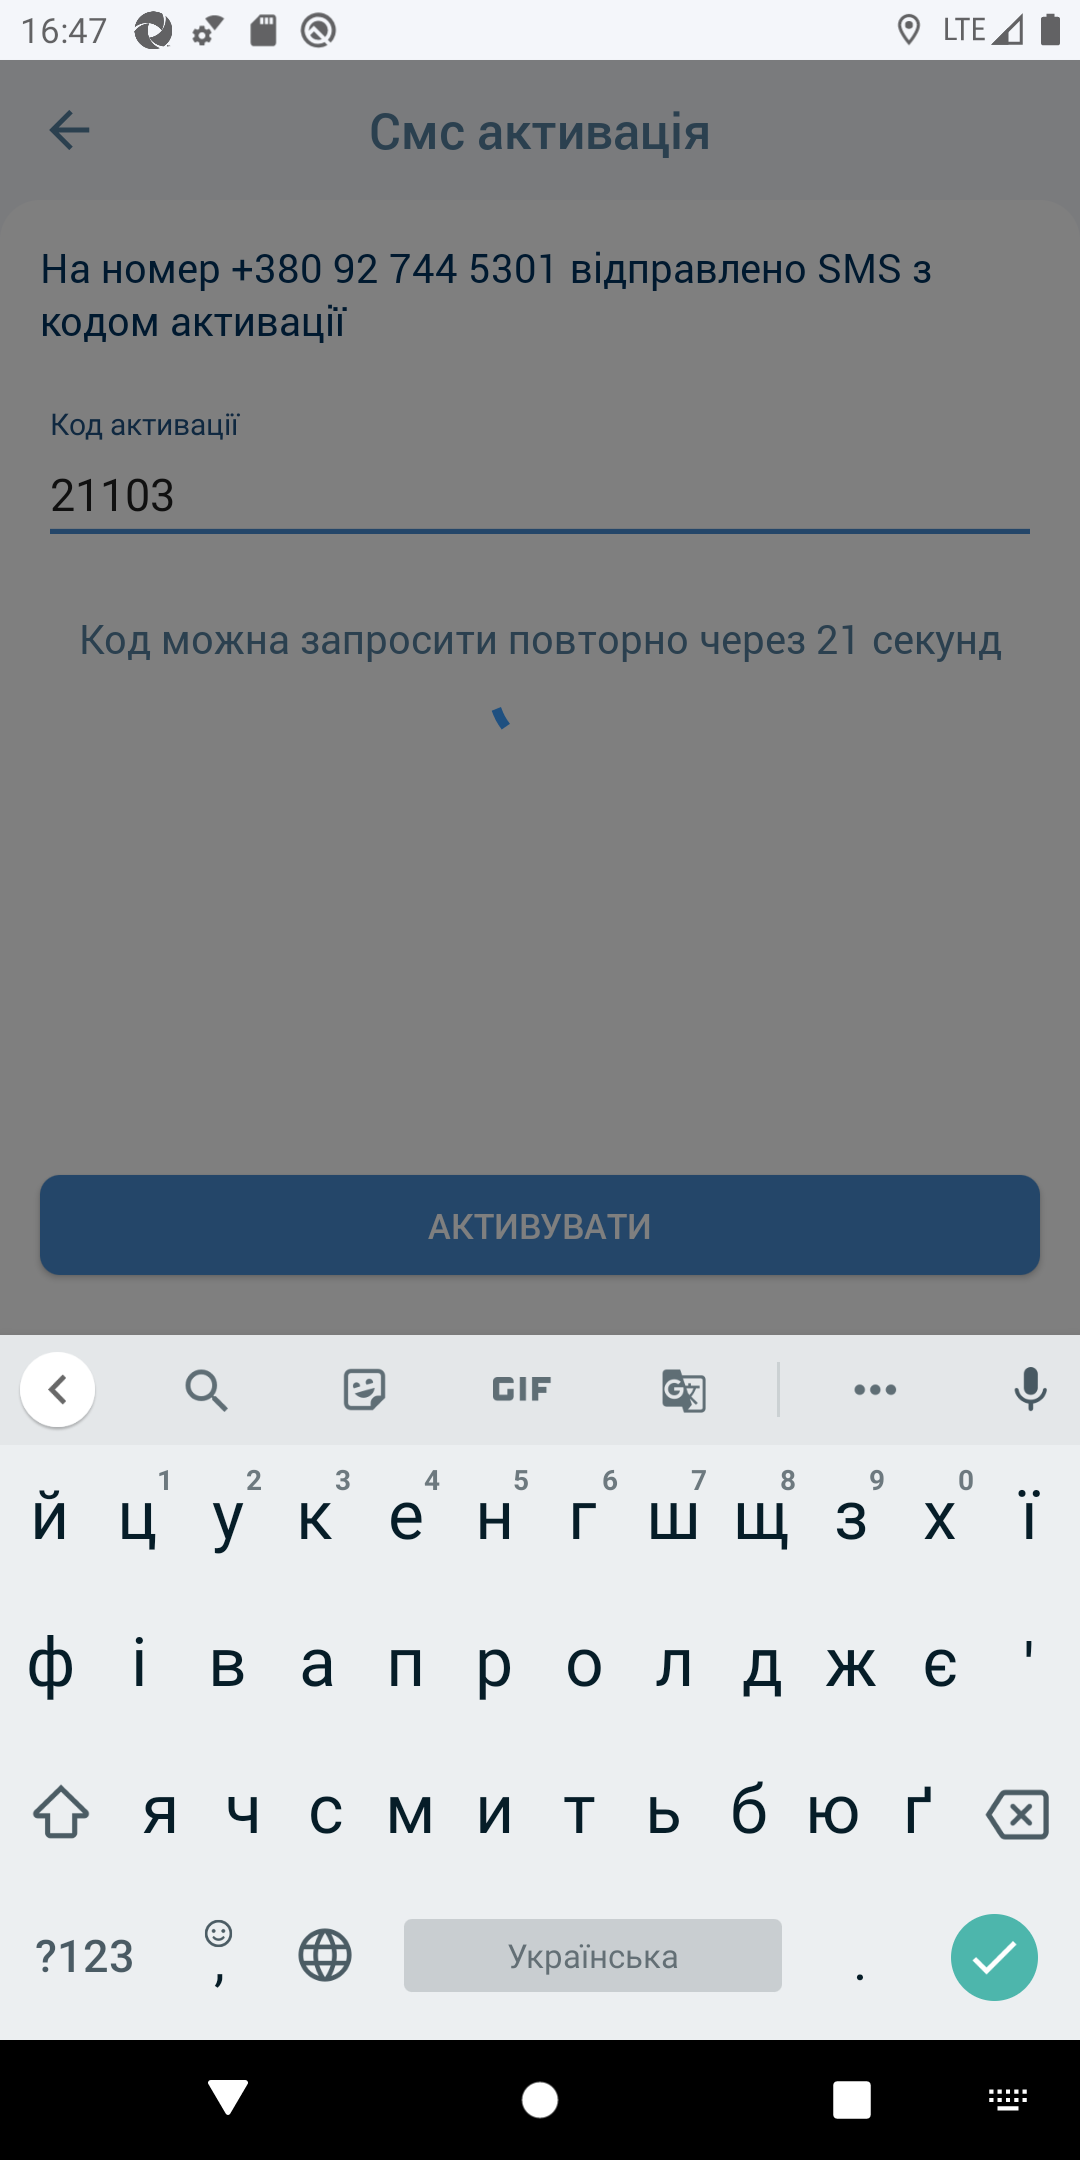 16:47 LTE
Смс активація
На номер +380 92 744 5301 відправлено SMS з
кодом активації
Код активації
21103
Код можна запросити повторно через 21 секунд
АКТИВУВАТИ
GIF
1 2 3 4 5 6 7 8 9 0
й ц у к е н г ш щ з х ї
ф і в а п р о л д ж є '
я ч с м и т ь б ю ґ
?123 , Українська .